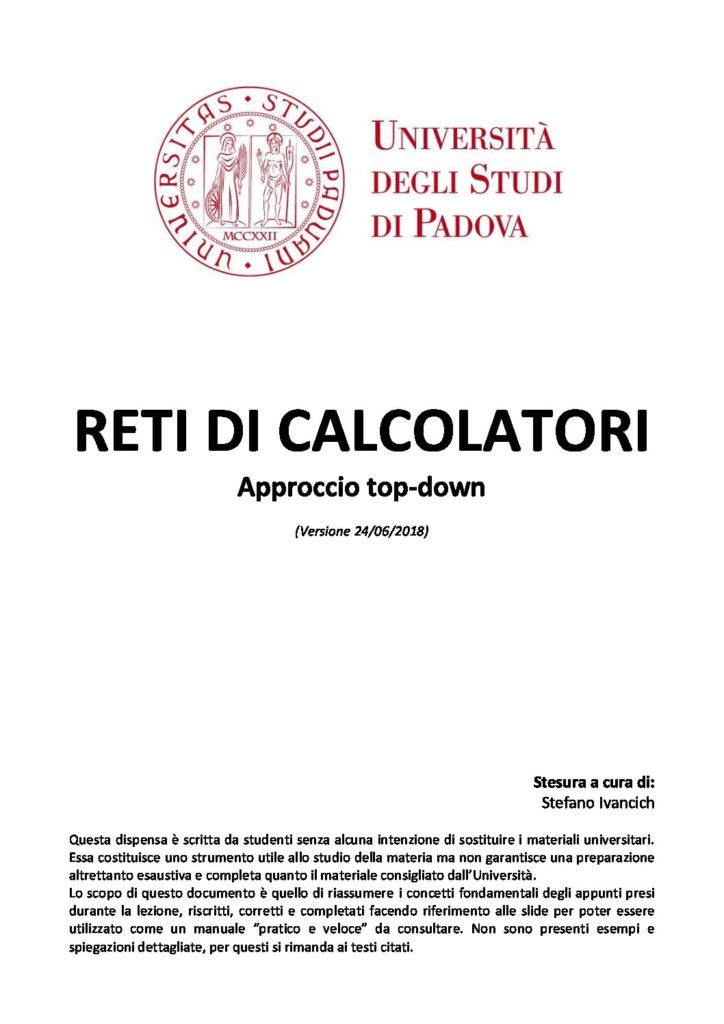 UNIVERSITAS STUDII PADUANI
MCCXXII
UNIVERSITÀ
DEGLI STUDI
DI PADOVA
RETI DI CALCOLATORI
Approccio top-down
(Versione 24/06/2018)
Stesura a cura di:
Stefano Ivancich
Questa dispensa è scritta da studenti senza alcuna intenzione di sostituire i materiali universitari.
Essa costituisce uno strumento utile allo studio della materia ma non garantisce una preparazione
altrettanto esaustiva e completa quanto il materiale consigliato dall’Università.
Lo scopo di questo documento è quello di riassumere i concetti fondamentali degli appunti presi
durante la lezione, riscritti, corretti e completati facendo riferimento alle slide per poter essere
utilizzato come un manuale “pratico e veloce” da consultare. Non sono presenti esempi e
spiegazioni dettagliate, per questi si rimanda ai testi citati.